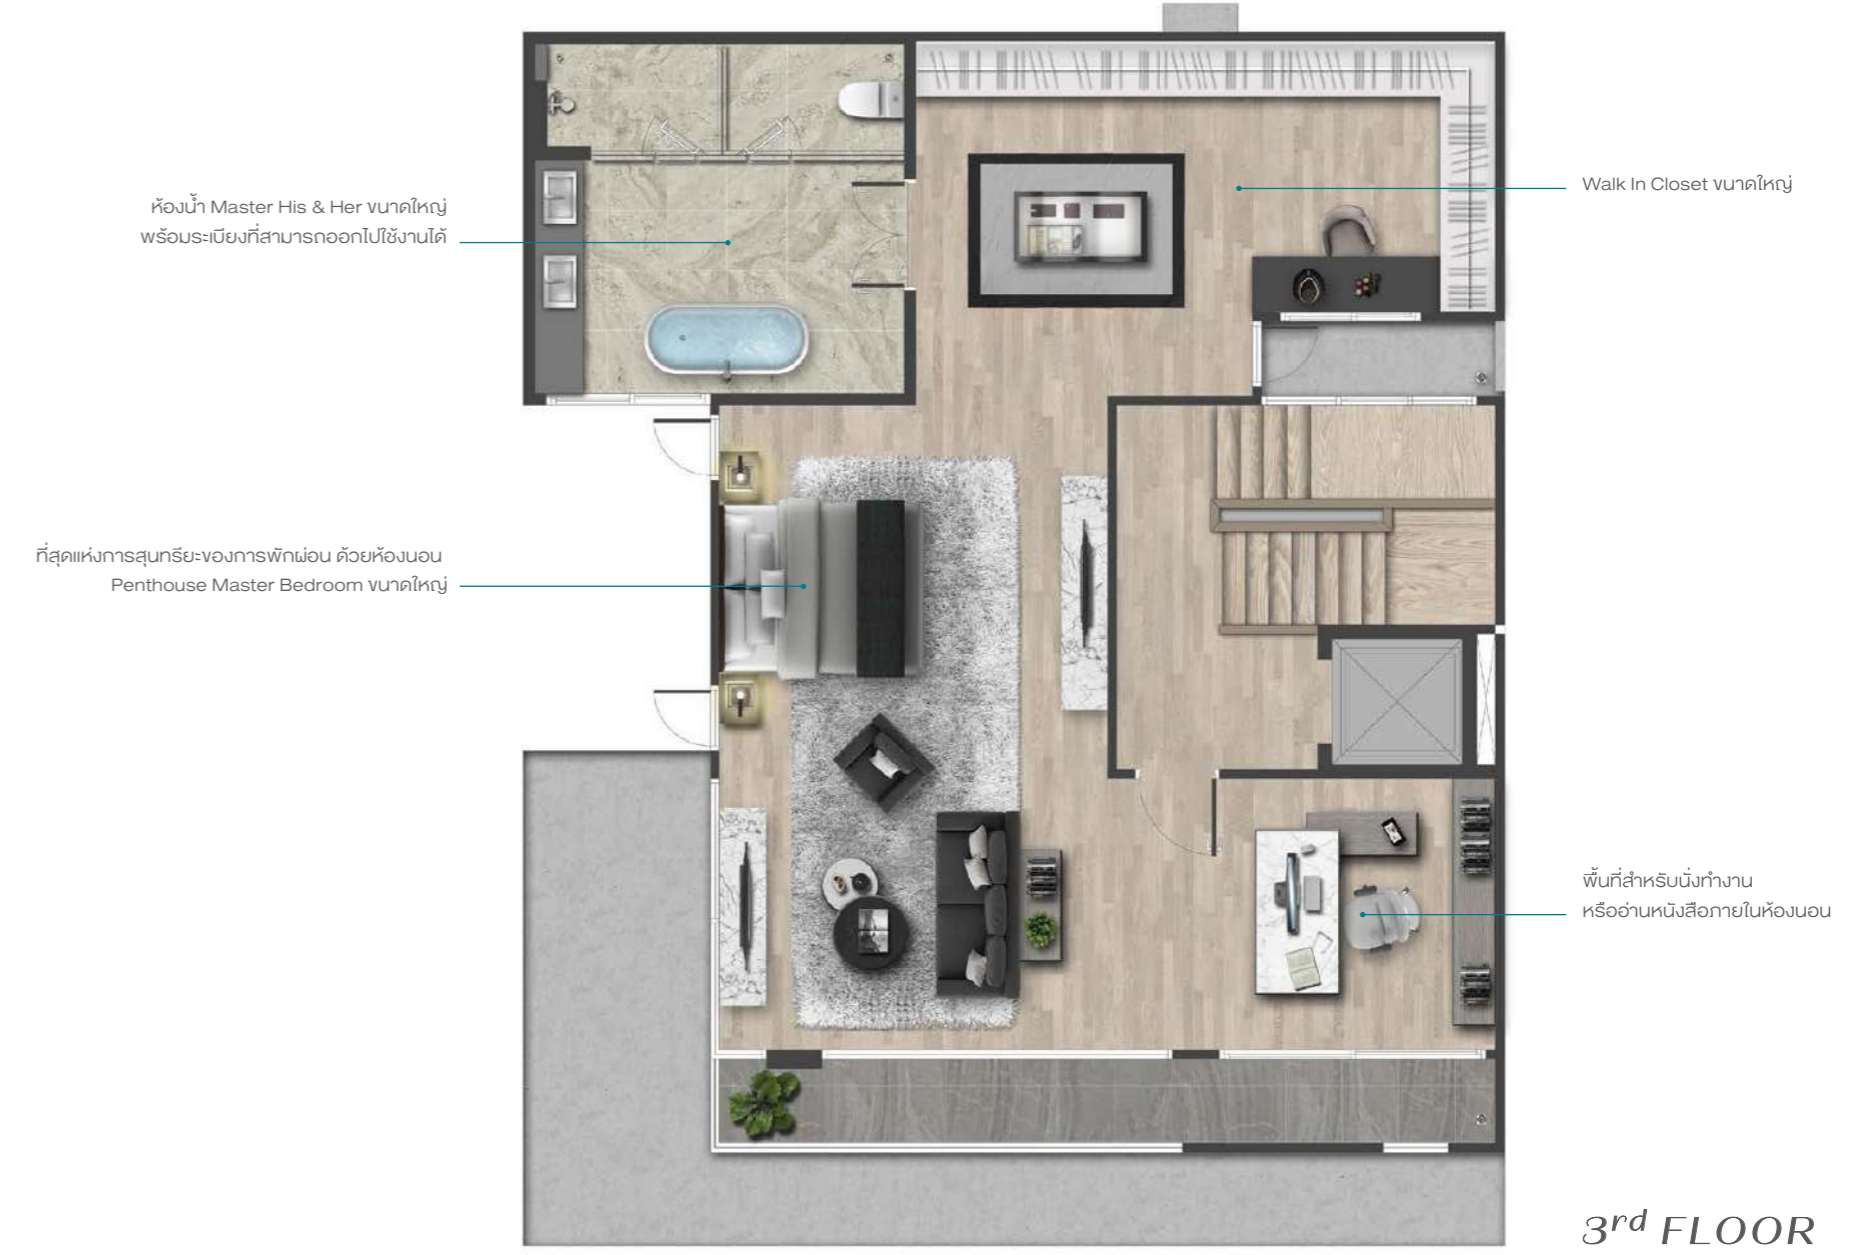 ห้องน้ำ Master His & Her ขนาดใหญ่
พร้อมระเบียงที่สามารถออกไปใช้งานได้
Walk In Closet ขนาดใหญ่
ที่สุดแห่งการสุนทรียะของการพักผ่อน ด้วยห้องนอน
Penthouse Master Bedroom ขนาดใหญ่
พื้นที่สำหรับนั่งทำงาน
หรืออ่านหนังสือภายในห้องนอน
3rd FLOOR